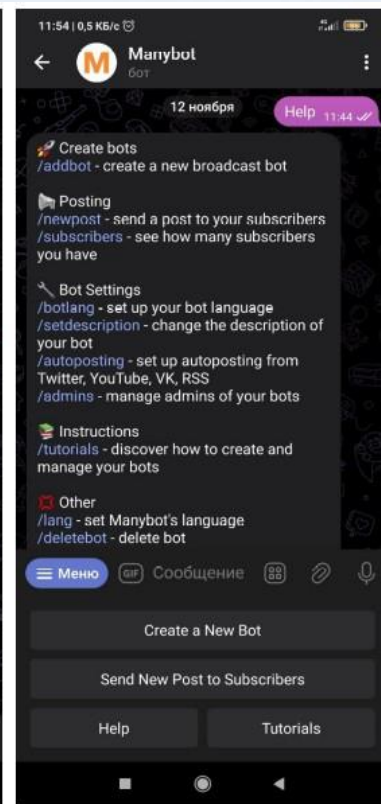 11:54 | 0,5 КБ/с
Manybot
бот
12 ноября
Help 11:44
🚀 Create bots
/addbot - create a new broadcast bot
📢 Posting
/newpost - send a post to your subscribers
/subscribers - see how many subscribers
you have
🔧 Bot Settings
/botlang - set up your bot language
/setdescription - change the description of
your bot
/autoposting - set up autoposting from
Twitter, YouTube, VK, RSS
/admins - manage admins of your bots
📚 Instructions
/tutorials - discover how to create and
manage your bots
💢 Other
/lang - set Manybot's language
/deletebot - delete bot
Меню GIF Сообщение
Create a New Bot
Send New Post to Subscribers
Help Tutorials